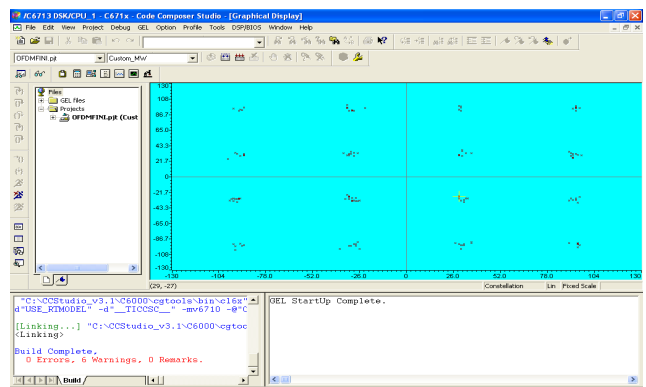 /C6713 DSK/CPU_1 - C671x - Code Composer Studio - [Graphical Display]
File Edit View Project Debug GEL Option Profile Tools DSP/BIOS Window Help
OFDMFINI.pjt Custom_MW
Files
GEL files
Projects
OFDMFINI.pjt (Cust
130
108
86.7
65.0
43.3
21.7
0
-21.7
-43.3
-65.0
-86.7
-108
-130
-130 -104 -78.0 -52.0 -26.0 0 26.0 52.0 78.0 104 130
(29, -27) Constellation Lin Fixed Scale
"C:\CCStudio_v3.1\C6000\cgtools\bin\cl6x"
d"USE_RTMODEL" -d"__TICCSC__" -mv6710 -@"C
[Linking...] "C:\CCStudio_v3.1\C6000\cgtoo
<Linking>
Build Complete,
0 Errors, 6 Warnings, 0 Remarks.
Build
GEL StartUp Complete.